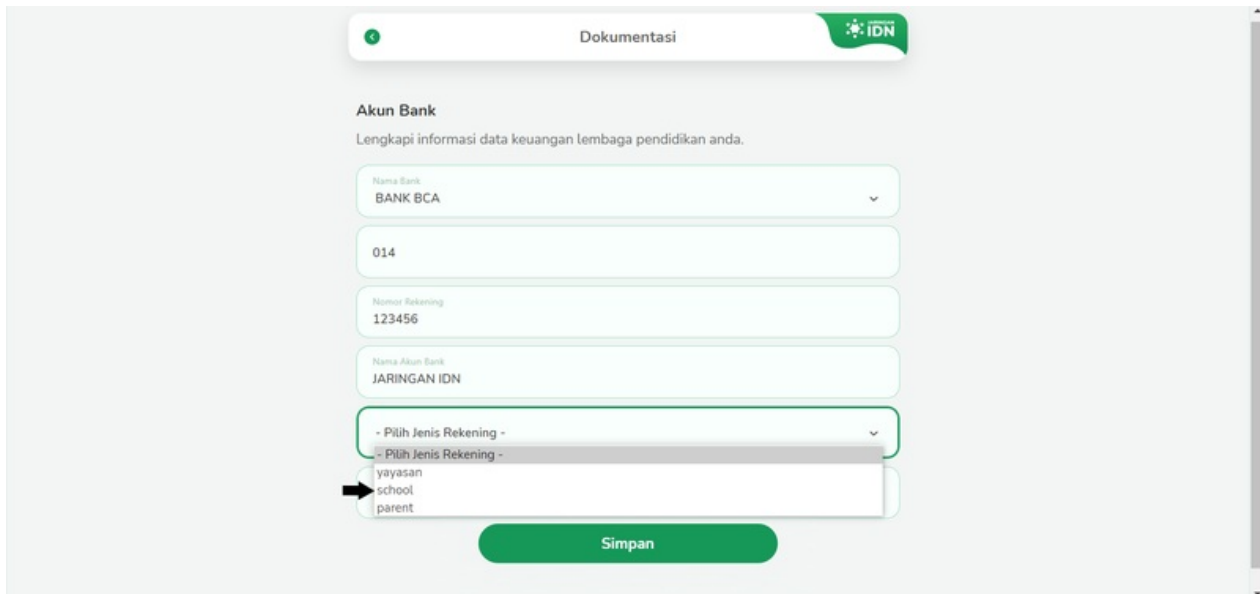 Dokumentasi
JARINGAN
IDN
Akun Bank
Lengkapi informasi data keuangan lembaga pendidikan anda.
Nama Bank
BANK BCA
014
Nomor Rekening
123456
Nama Akun Bank
JARINGAN IDN
- Pilih Jenis Rekening -
- Pilih Jenis Rekening -
yayasan
school
parent
Simpan